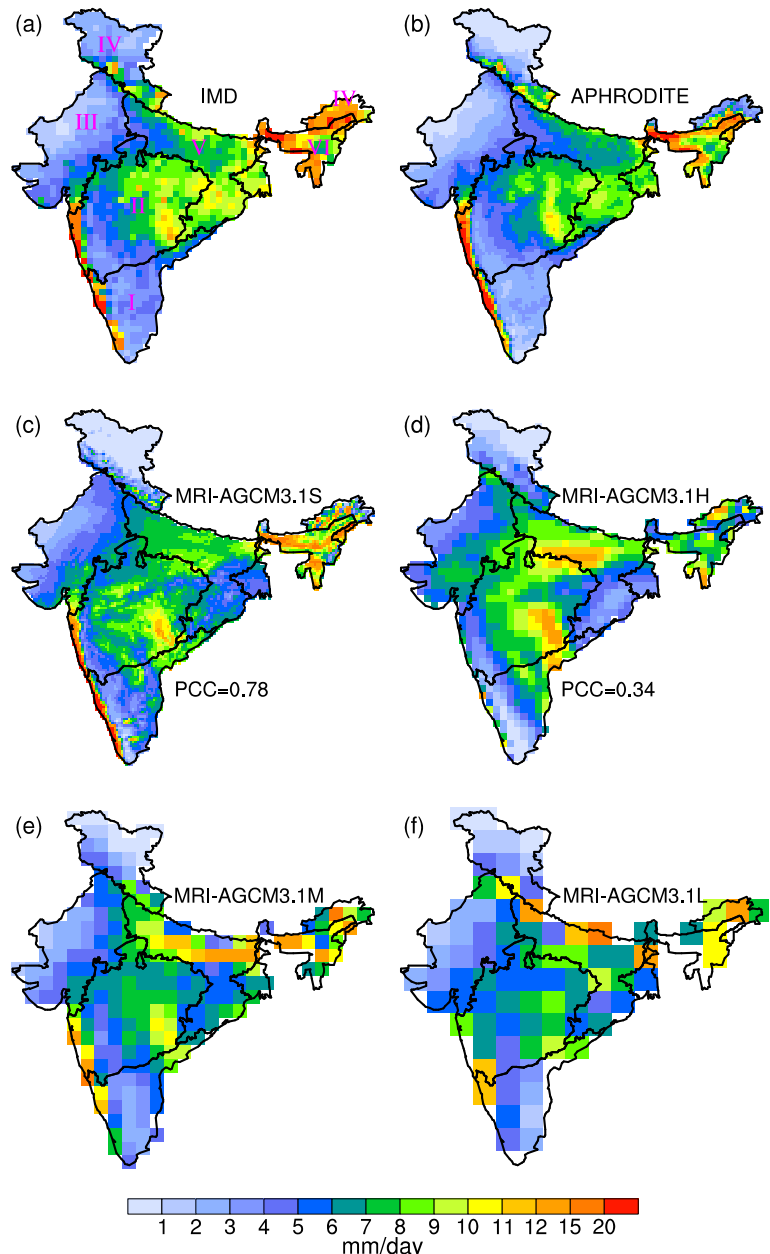 (a)
IV
IMD
III
IV
V
VI
II
I
(b)
APHRODITE
(c)
MRI-AGCM3.1S
PCC=0.78
(d)
MRI-AGCM3.1H
PCC=0.34
(e)
MRI-AGCM3.1M
(f)
MRI-AGCM3.1L
1 2 3 4 5 6 7 8 9 10 11 12 15 20
mm/day